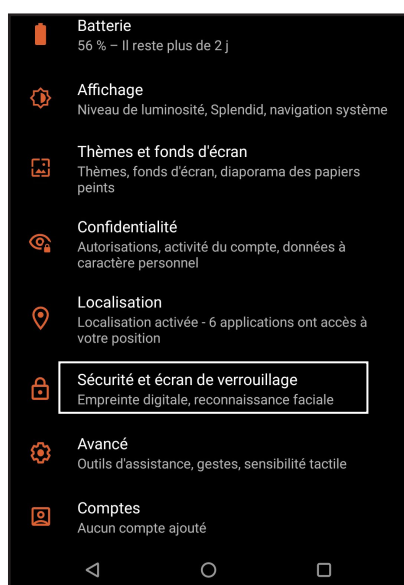 Batterie
56 % – Il reste plus de 2 j
Affichage
Niveau de luminosité, Splendid, navigation système
Thèmes et fonds d'écran
Thèmes, fonds d'écran, diaporama des papiers
peints
Confidentialité
Autorisations, activité du compte, données à
caractère personnel
Localisation
Localisation activée - 6 applications ont accès à
votre position
Sécurité et écran de verrouillage
Empreinte digitale, reconnaissance faciale
Avancé
Outils d'assistance, gestes, sensibilité tactile
Comptes
Aucun compte ajouté